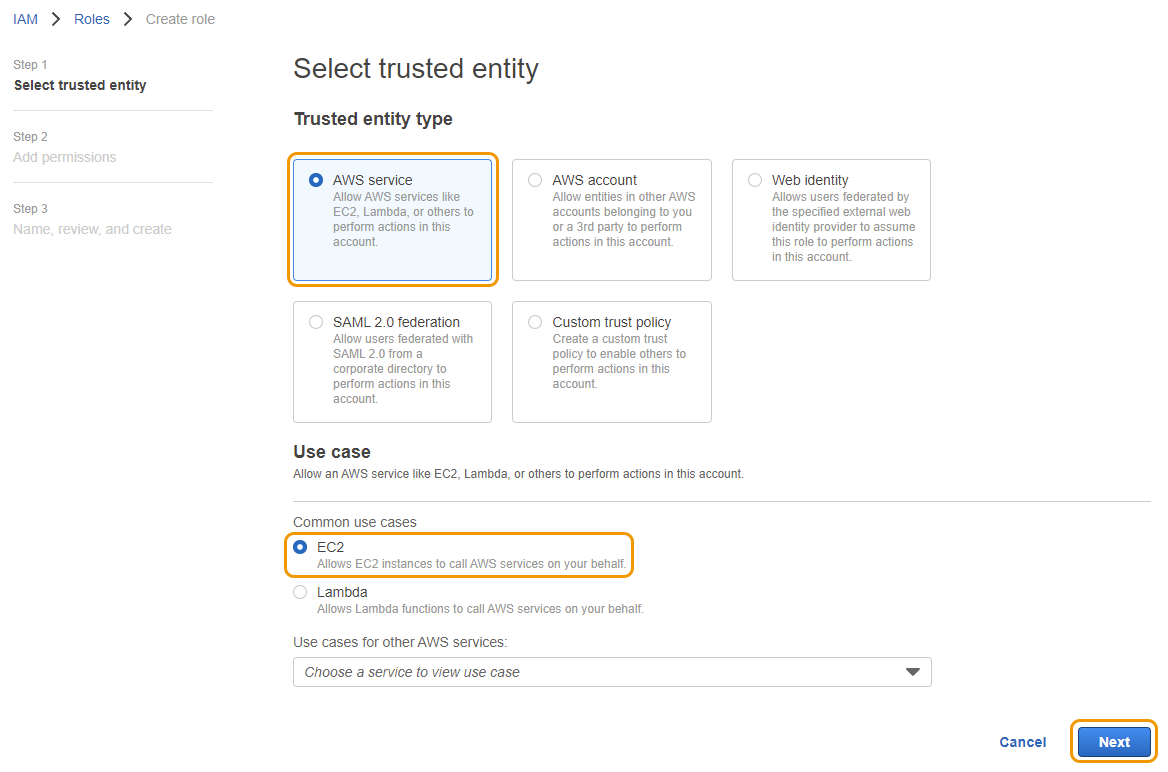 IAM > Roles > Create role
Step 1
Select trusted entity
Step 2
Add permissions
Step 3
Name, review, and create
Select trusted entity
Trusted entity type
AWS service
Allow AWS services like
EC2, Lambda, or others to
perform actions in this
account.
AWS account
Allow entities in other AWS
accounts belonging to you
or a 3rd party to perform
actions in this account.
Web identity
Allows users federated by
the specified external web
identity provider to assume
this role to perform actions
in this account.
SAML 2.0 federation
Allow users federated with
SAML 2.0 from a
corporate directory to
perform actions in this
account.
Custom trust policy
Create a custom trust
policy to enable others to
perform actions in this
account.
Use case
Allow an AWS service like EC2, Lambda, or others to perform actions in this account.
Common use cases
EC2
Allows EC2 instances to call AWS services on your behalf.
Lambda
Allows Lambda functions to call AWS services on your behalf.
Use cases for other AWS services:
Choose a service to view use case
Cancel
Next